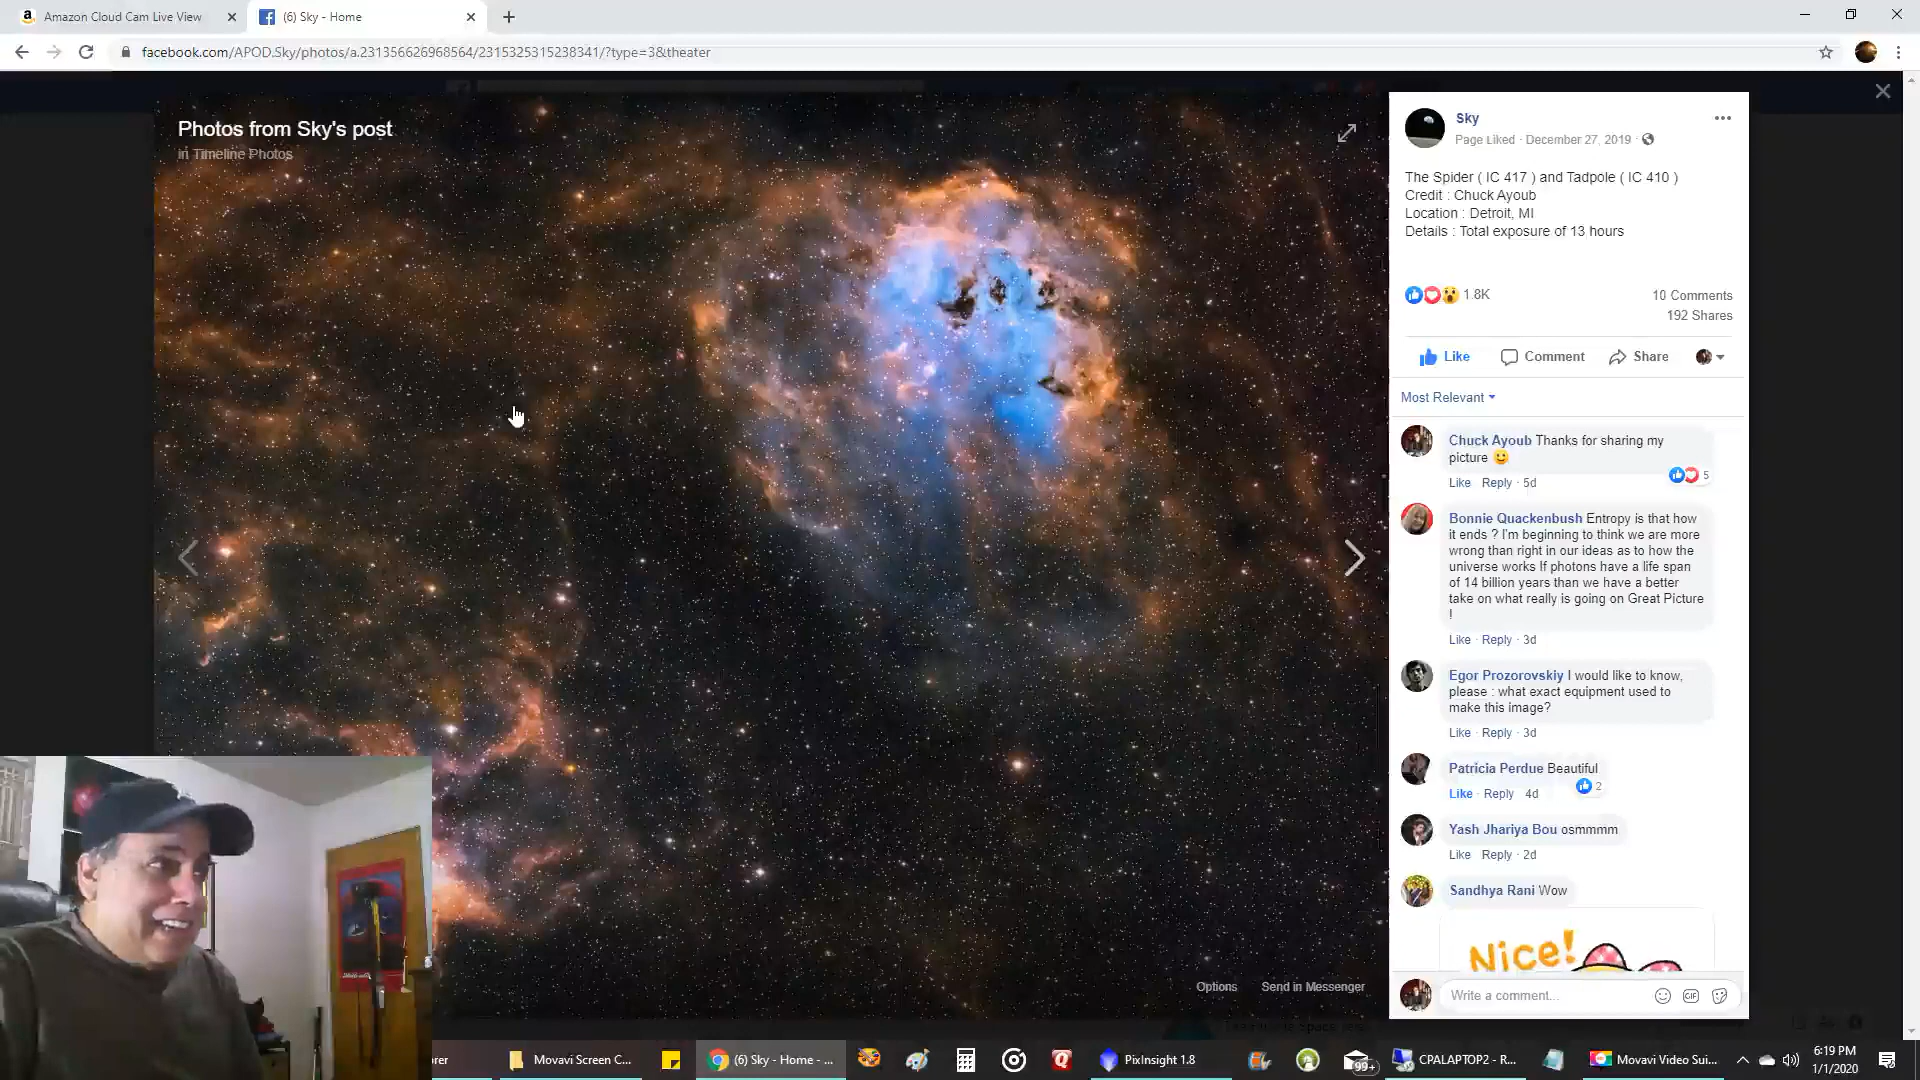 Amazon Cloud Cam Live View
(6) Sky - Home
facebook.com/APOD.Sky/photos/a.231356626968564/2315325315238341/?type=3&theater
Photos from Sky's post
in Timeline Photos
Sky
Page Liked · December 27, 2019 ·
The Spider ( IC 417 ) and Tadpole ( IC 410 )
Credit : Chuck Ayoub
Location : Detroit, MI
Details : Total exposure of 13 hours
1.8K
10 Comments
192 Shares
Like Comment Share
Most Relevant
Chuck Ayoub Thanks for sharing my
picture
5
Like · Reply · 5d
Bonnie Quackenbush Entropy is that how
it ends ? I'm beginning to think we are more
wrong than right in our ideas as to how the
universe works If photons have a life span
of 14 billion years than we have a better
take on what really is going on Great Picture
!
Like · Reply · 3d
Egor Prozorovskiy I would like to know,
please : what exact equipment used to
make this image?
Like · Reply · 3d
Patricia Perdue Beautiful
2
Like · Reply · 4d
Yash Jhariya Bou osmmmm
Like · Reply · 2d
Sandhya Rani Wow
Nice!
Options Send in Messenger
Write a comment...
GIF
orer
Movavi Screen C...
(6) Sky - Home - ...
PixInsight 1.8
99+
CPALAPTOP2 - R...
Movavi Video Sui...
6:19 PM
1/1/2020